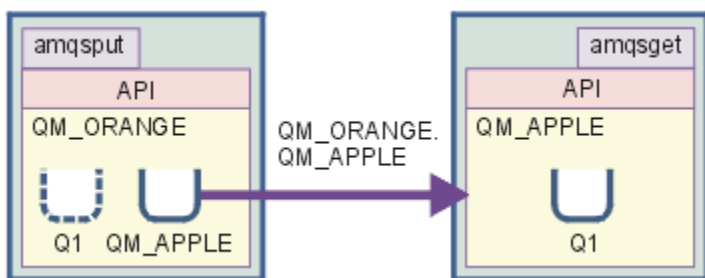 amqsput
API
QM_ORANGE
Q1
QM_APPLE
QM_ORANGE.
QM_APPLE
amqsget
API
QM_APPLE
Q1